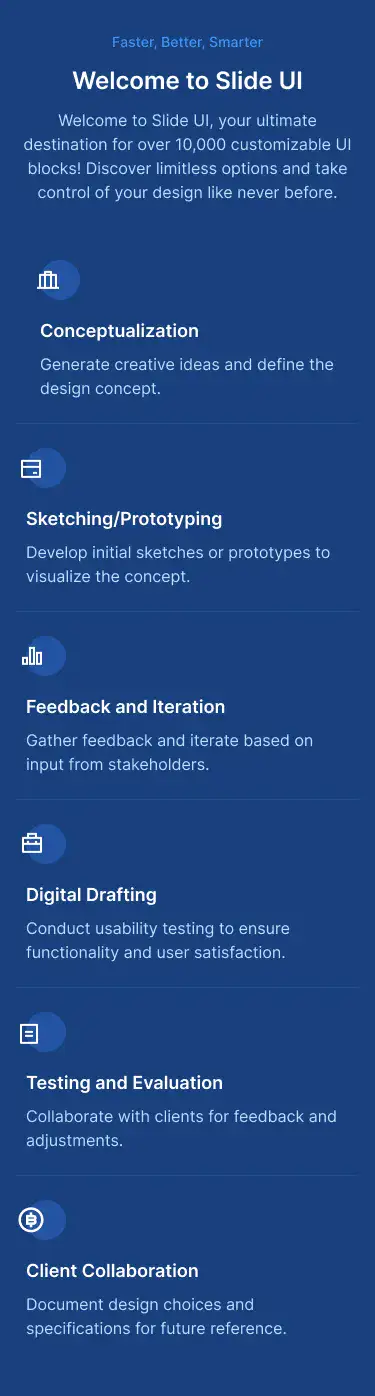 Faster, Better, Smarter
Welcome to Slide UI
Welcome to Slide UI, your ultimate
destination for over 10,000 customizable UI
blocks! Discover limitless options and take
control of your design like never before.
Conceptualization
Generate creative ideas and define the
design concept.
Sketching/Prototyping
Develop initial sketches or prototypes to
visualize the concept.
Feedback and Iteration
Gather feedback and iterate based on
input from stakeholders.
Digital Drafting
Conduct usability testing to ensure
functionality and user satisfaction.
Testing and Evaluation
Collaborate with clients for feedback and
adjustments.
Client Collaboration
Document design choices and
specifications for future reference.